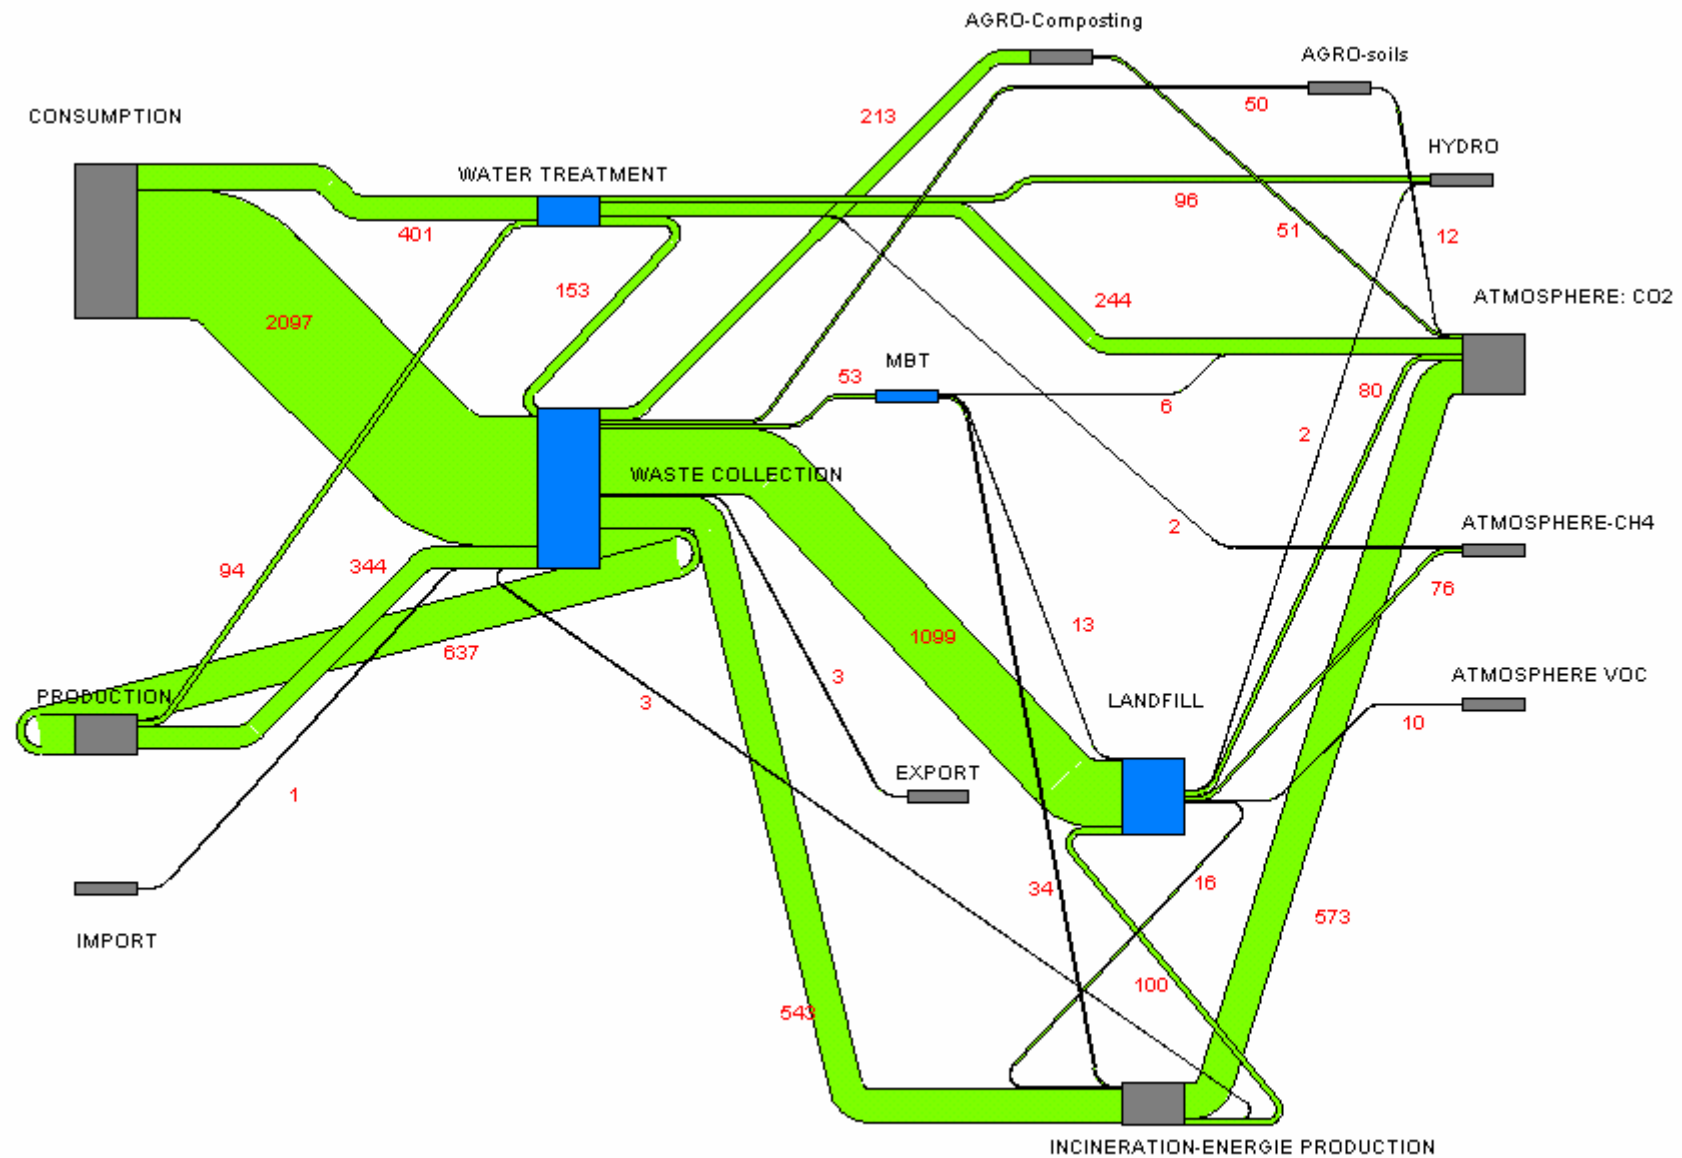 AGRO-Composting
AGRO-soils
50
CONSUMPTION
213
HYDRO
WATER TREATMENT
96
401
51
12
153
244
ATMOSPHERE: CO2
2097
MBT
53
80
6
2
WASTE COLLECTION
2
ATMOSPHERE-CH4
94
344
76
13
1099
637
3
PRODUCTION
3
LANDFILL
ATMOSPHERE VOC
10
EXPORT
1
34
16
573
IMPORT
100
543
INCINERATION-ENERGIE PRODUCTION